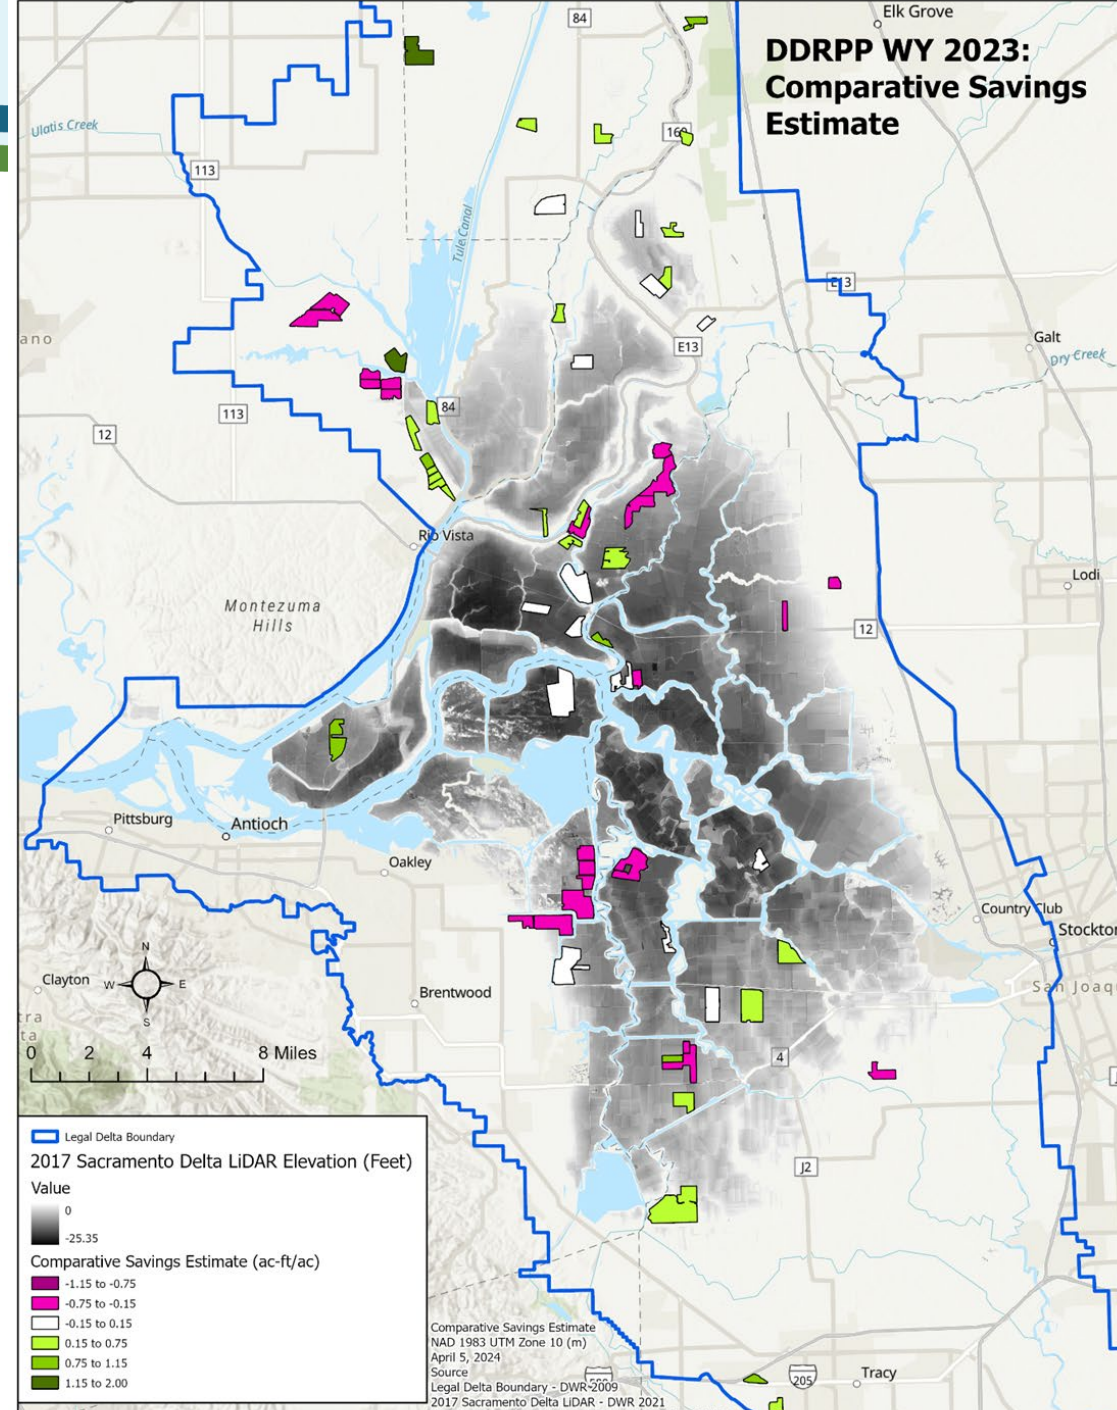 84
Elk Grove
DDRPP WY 2023:
Comparative Savings
Estimate
Ulatis Creek
160
113
Tule Canal
E13
Galt
ano
E13
Dry Creek
84
113
12
Rio Vista
Lodi
Montezuma
Hills
12
Pittsburg
Antioch
Oakley
Country Club
Stockton
N
Clayton
W
E
San Joaq
Brentwood
S
tra
ta
0 2 4 8 Miles
4
Legal Delta Boundary
2017 Sacramento Delta LiDAR Elevation (Feet)
J2
Value
0
-25.35
Comparative Savings Estimate (ac-ft/ac)
-1.15 to -0.75
-0.75 to -0.15
-0.15 to 0.15
0.15 to 0.75
0.75 to 1.15
1.15 to 2.00
Comparative Savings Estimate
NAD 1983 UTM Zone 10 (m)
April 5, 2024
Source
Legal Delta Boundary - DWR-2009
2017 Sacramento Delta LiDAR - DWR 2021
205
Tracy